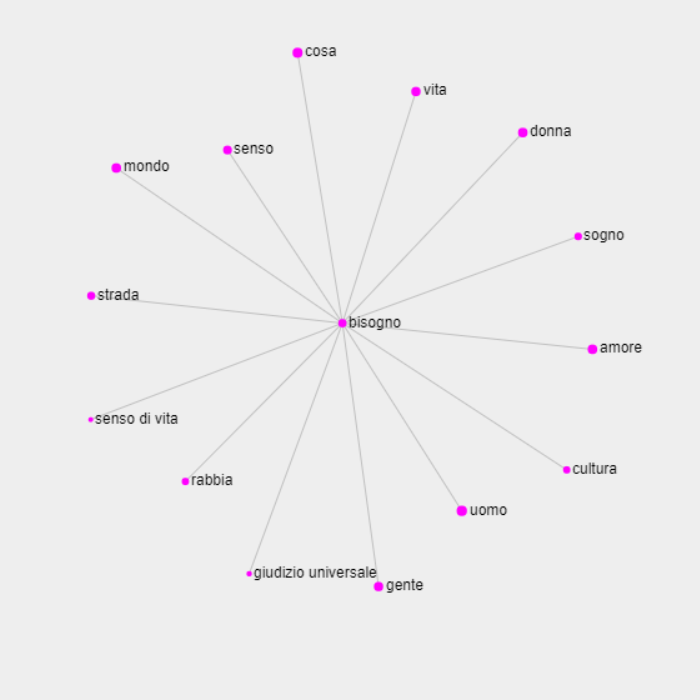 cosa
vita
donna
senso
mondo
sogno
strada
bisogno
amore
senso di vita
cultura
rabbia
uomo
giudizio universale
gente